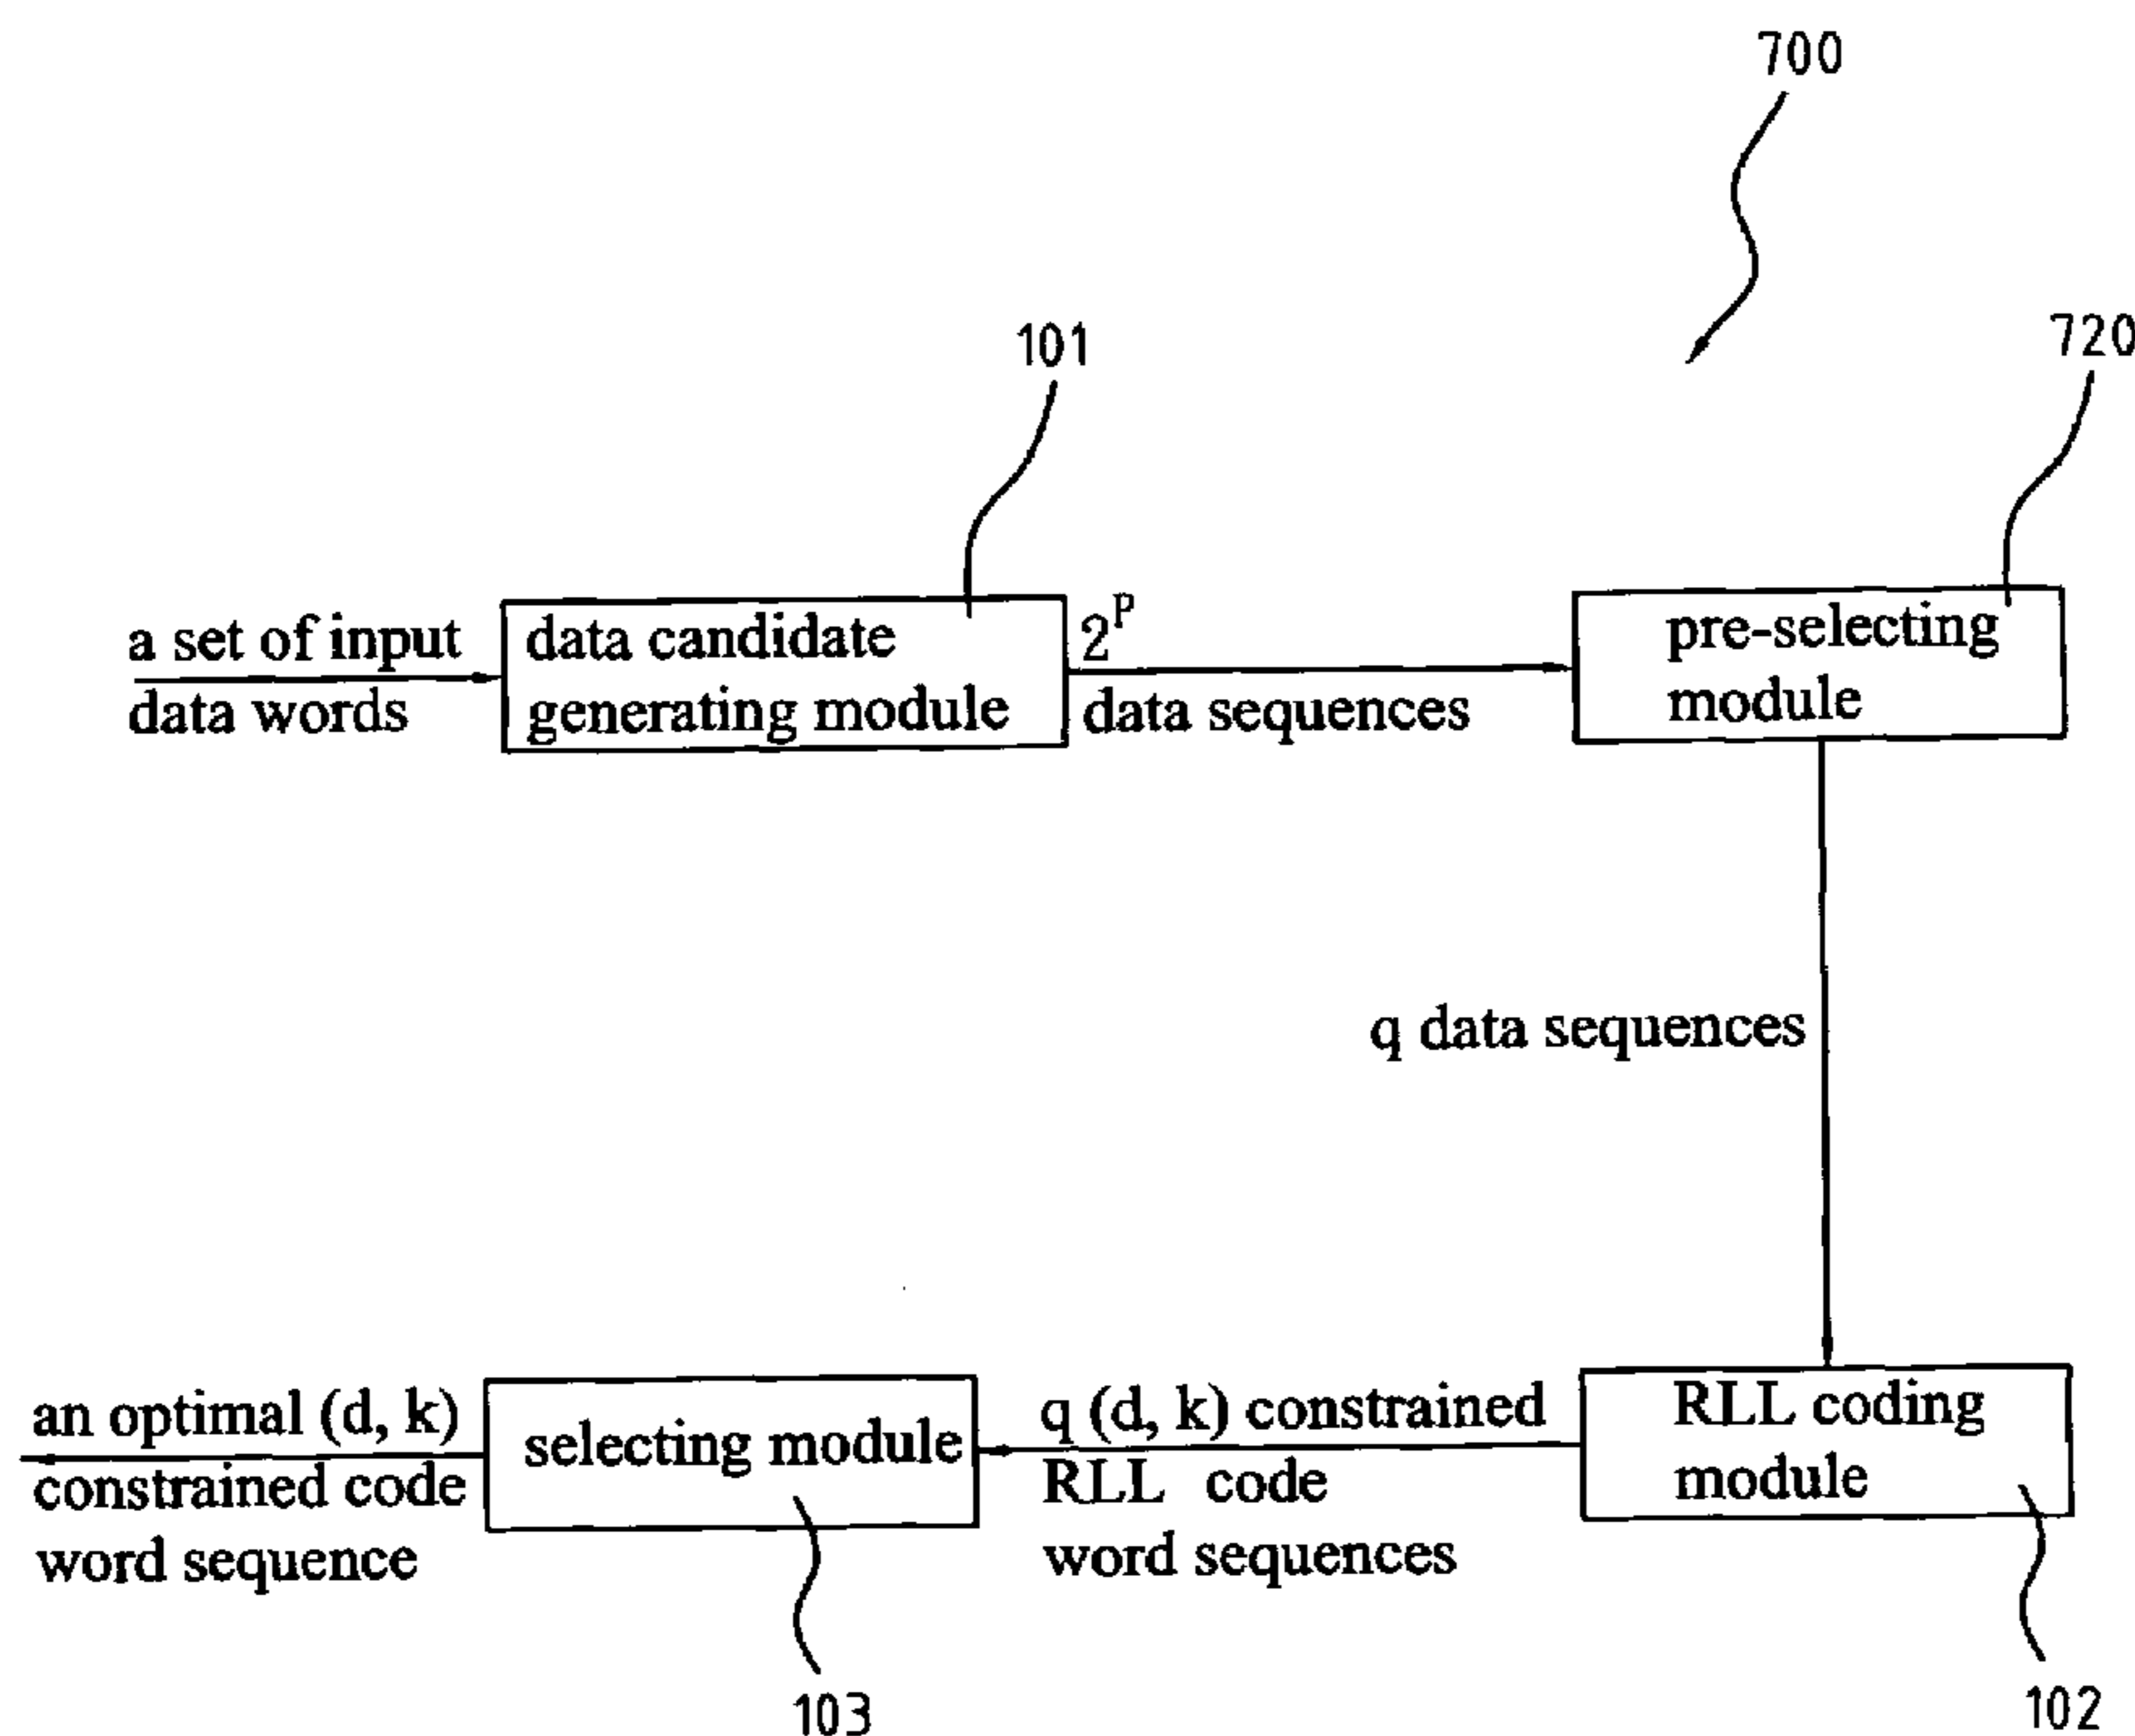 700
101
720
a set of input
data words
data candidate
generating module
2^P
data sequences
pre-selecting
module
q data sequences
an optimal (d, k)
constrained code
word sequence
selecting module
q (d, k) constrained
RLL code
word sequences
RLL coding
module
103
102